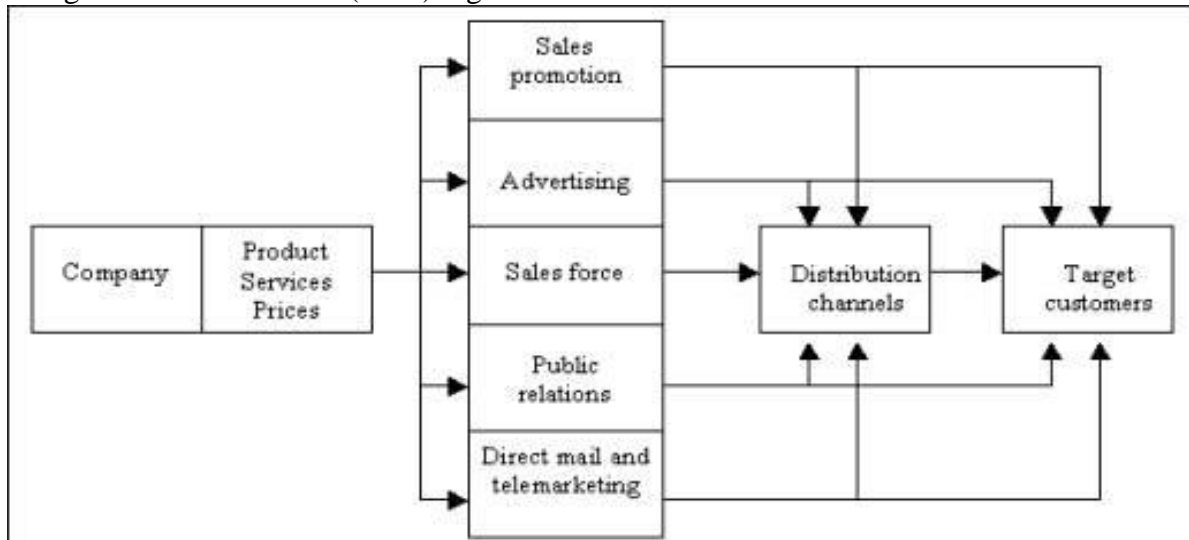 Sales
promotion
Advertising
Company
Product
Services
Prices
Sales force
Distribution
channels
Target
customers
Public
relations
Direct mail and
telemarketing